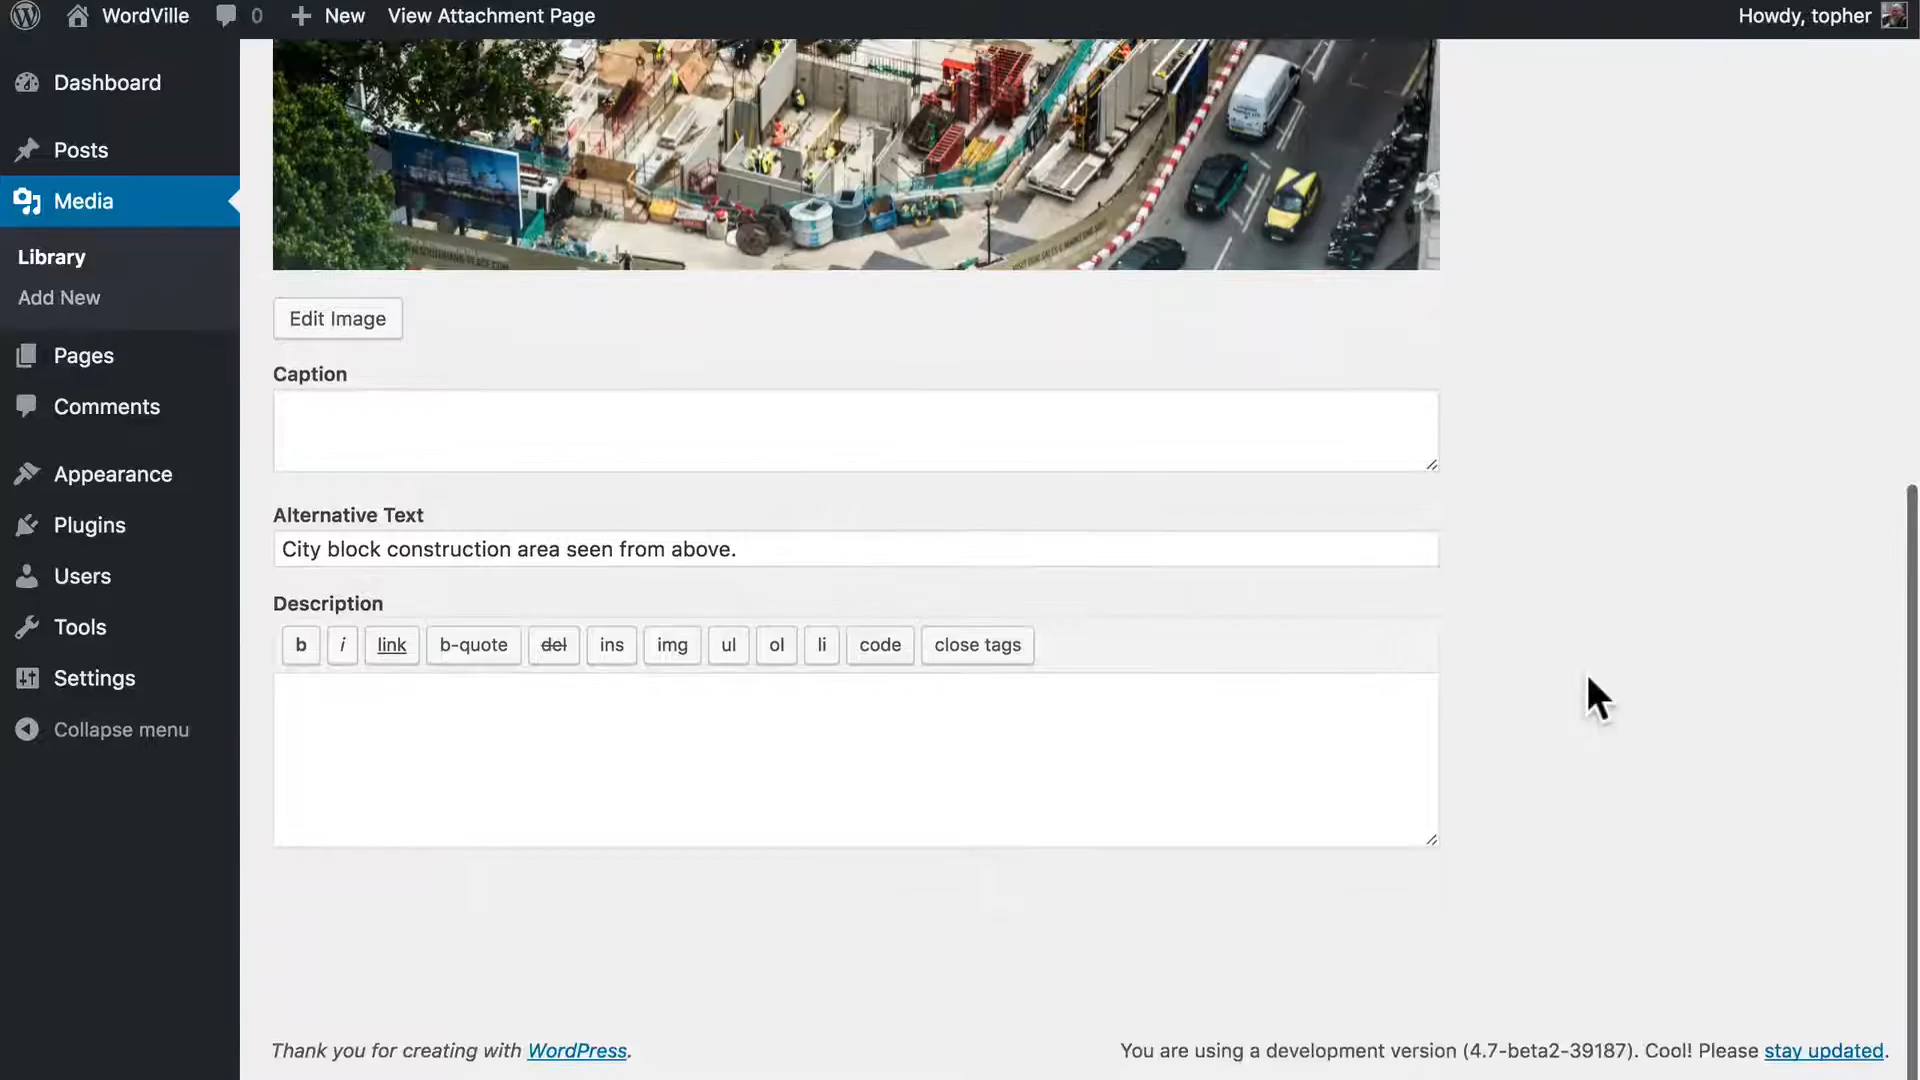 WordVille 0 New View Attachment Page Howdy, topher
Dashboard
Posts
Media
Library
Add New
Pages
Comments
Appearance
Plugins
Users
Tools
Settings
Collapse menu
Edit Image
Caption
Alternative Text
City block construction area seen from above.
Description
b i link b-quote del ins img ul ol li code close tags
Thank you for creating with WordPress.
You are using a development version (4.7-beta2-39187). Cool! Please stay updated.